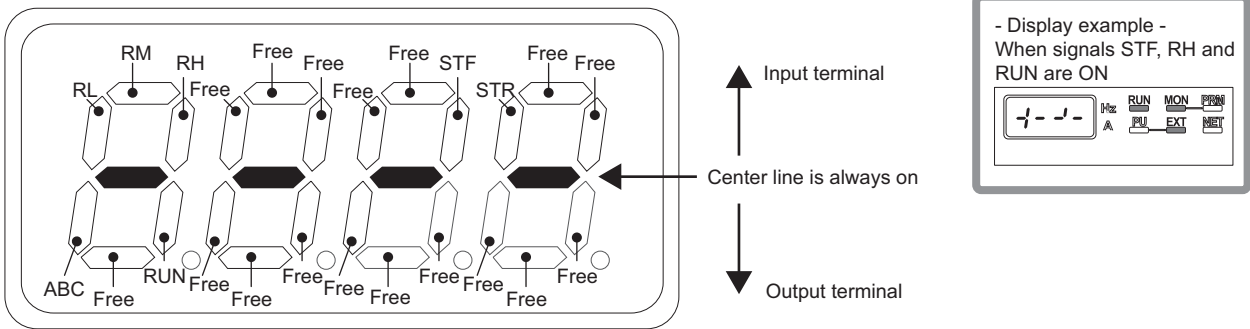 RL
RM
RH
Free
Free
Free
Free
Free
STF
STR
Free
Free
ABC
Free
RUN
Free
Free
Free
Free
Free
Free
Free
Free
Free
Input terminal
Center line is always on
Output terminal
- Display example -
When signals STF, RH and
RUN are ON
Hz RUN MON PRM
A PU EXT NET